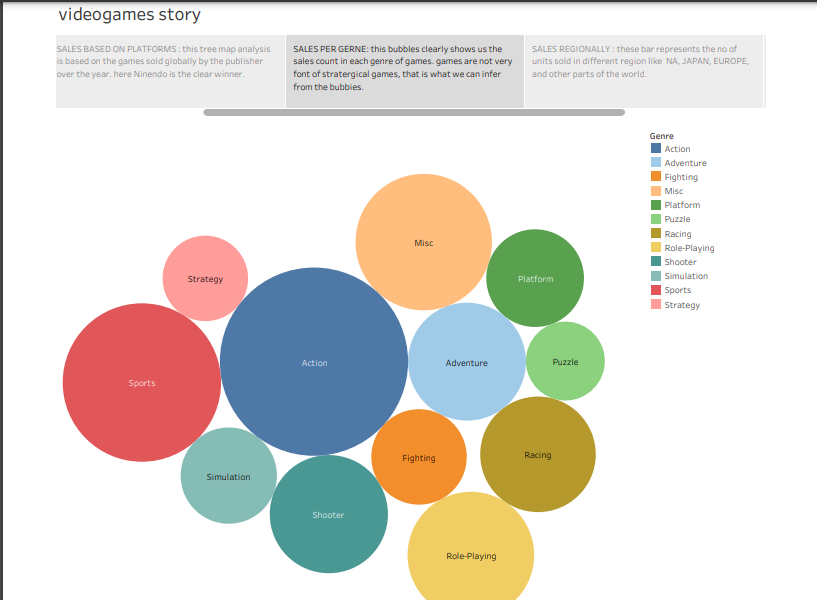 videogames story
SALES BASED ON PLATFORMS : this tree map analysis
is based on the games sold globally by the publisher
over the year. here Ninendo is the clear winner.
SALES PER GERNE: this bubbles clearly shows us the
sales count in each genre of games. games are not very
font of stratergical games, that is what we can infer
from the bubbies.
SALES REGIONALLY : these bar represents the no of
units sold in different region like  NA, JAPAN, EUROPE,
and other parts of the world.
Genre
Action
Adventure
Fighting
Misc
Platform
Puzzle
Racing
Role-Playing
Shooter
Simulation
Sports
Strategy
Misc
Strategy
Platform
Action
Adventure
Puzzle
Sports
Racing
Fighting
Simulation
Shooter
Role-Playing